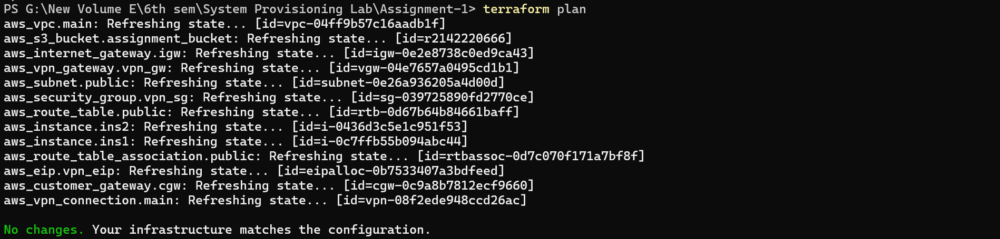 PS G:\New Volume E\6th sem\System Provisioning Lab\Assignment-1> terraform plan
aws_vpc.main: Refreshing state... [id=vpc-04ff9b57c16aadb1f]
aws_s3_bucket.assignment_bucket: Refreshing state... [id=r2142220666]
aws_internet_gateway.igw: Refreshing state... [id=igw-0e2e8738c0ed9ca43]
aws_vpn_gateway.vpn_gw: Refreshing state... [id=vgw-04e7657a0495cd1b1]
aws_subnet.public: Refreshing state... [id=subnet-0e26a936205a4d00d]
aws_security_group.vpn_sg: Refreshing state... [id=sg-039725890fd2770ce]
aws_route_table.public: Refreshing state... [id=rtb-0d67b64b84661baff]
aws_instance.ins2: Refreshing state... [id=i-0436d3c5e1c951f53]
aws_instance.ins1: Refreshing state... [id=i-0c7ffb55b094abc44]
aws_route_table_association.public: Refreshing state... [id=rtbassoc-0d7c070f171a7bf8f]
aws_eip.vpn_eip: Refreshing state... [id=eipalloc-0b7533407a3bdfeed]
aws_customer_gateway.cgw: Refreshing state... [id=cgw-0c9a8b7812ecf9660]
aws_vpn_connection.main: Refreshing state... [id=vpn-08f2ede948ccd26ac]
No changes. Your infrastructure matches the configuration.